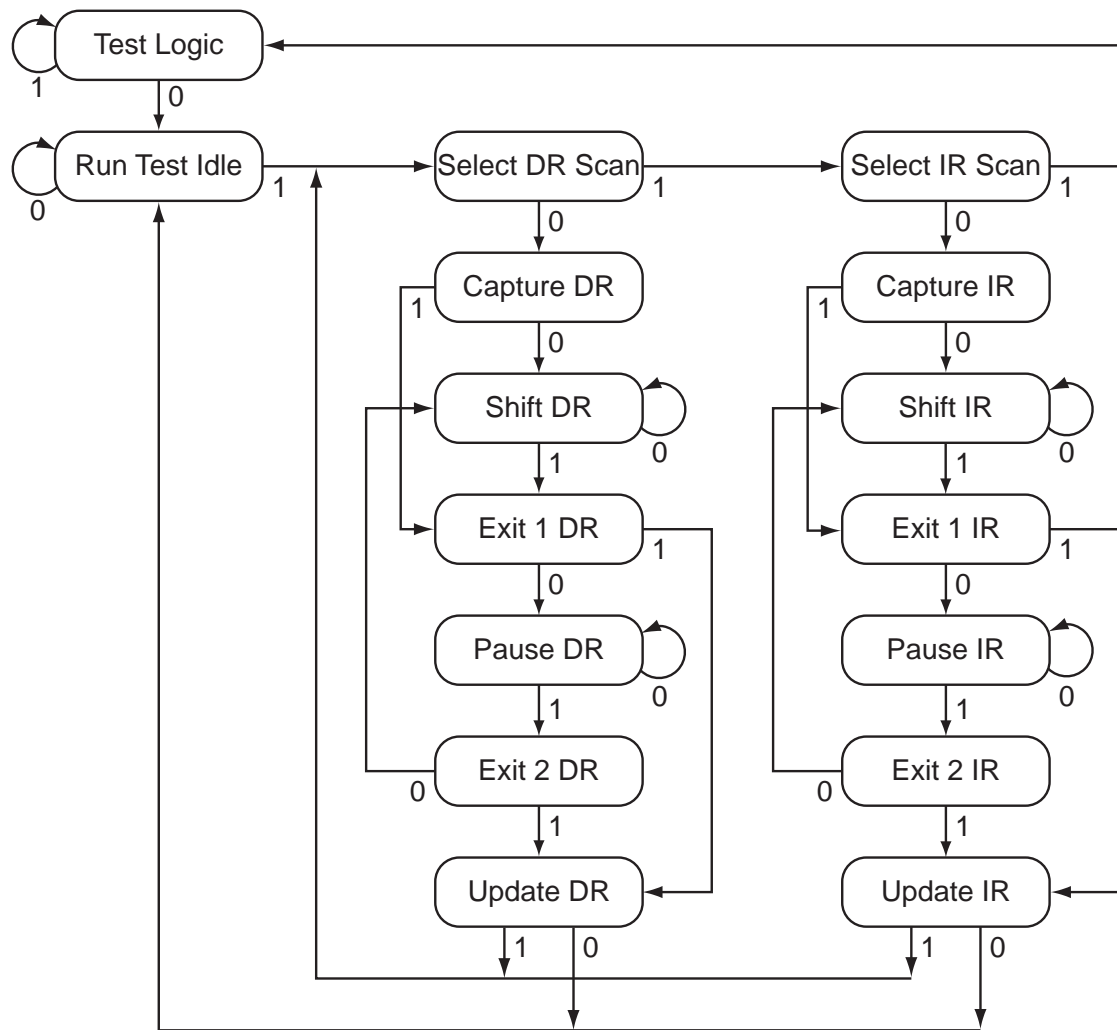 Test Logic
1
0
Run Test Idle
Select DR Scan
Select IR Scan
0
1
1
1
0
0
Capture DR
Capture IR
1
1
0
0
Shift DR
Shift IR
0
0
1
1
Exit 1 DR
Exit 1 IR
1
1
0
0
Pause DR
Pause IR
0
0
1
1
Exit 2 DR
Exit 2 IR
0
0
1
1
Update DR
Update IR
1
0
1
0